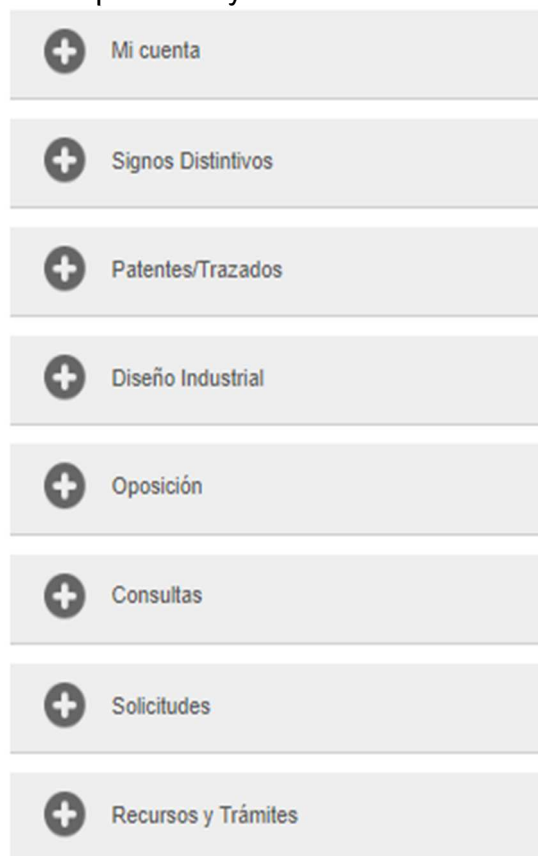 Mi cuenta
Signos Distintivos
Patentes/Trazados
Diseño Industrial
Oposición
Consultas
Solicitudes
Recursos y Trámites